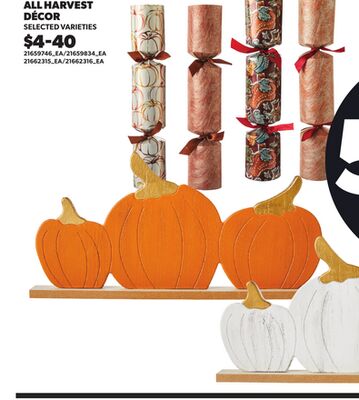 ALL HARVEST
DÉCOR
SELECTED VARIETIES
$4-40
21659746_EA/21659834_EA
21662315_EA/21662316_EA